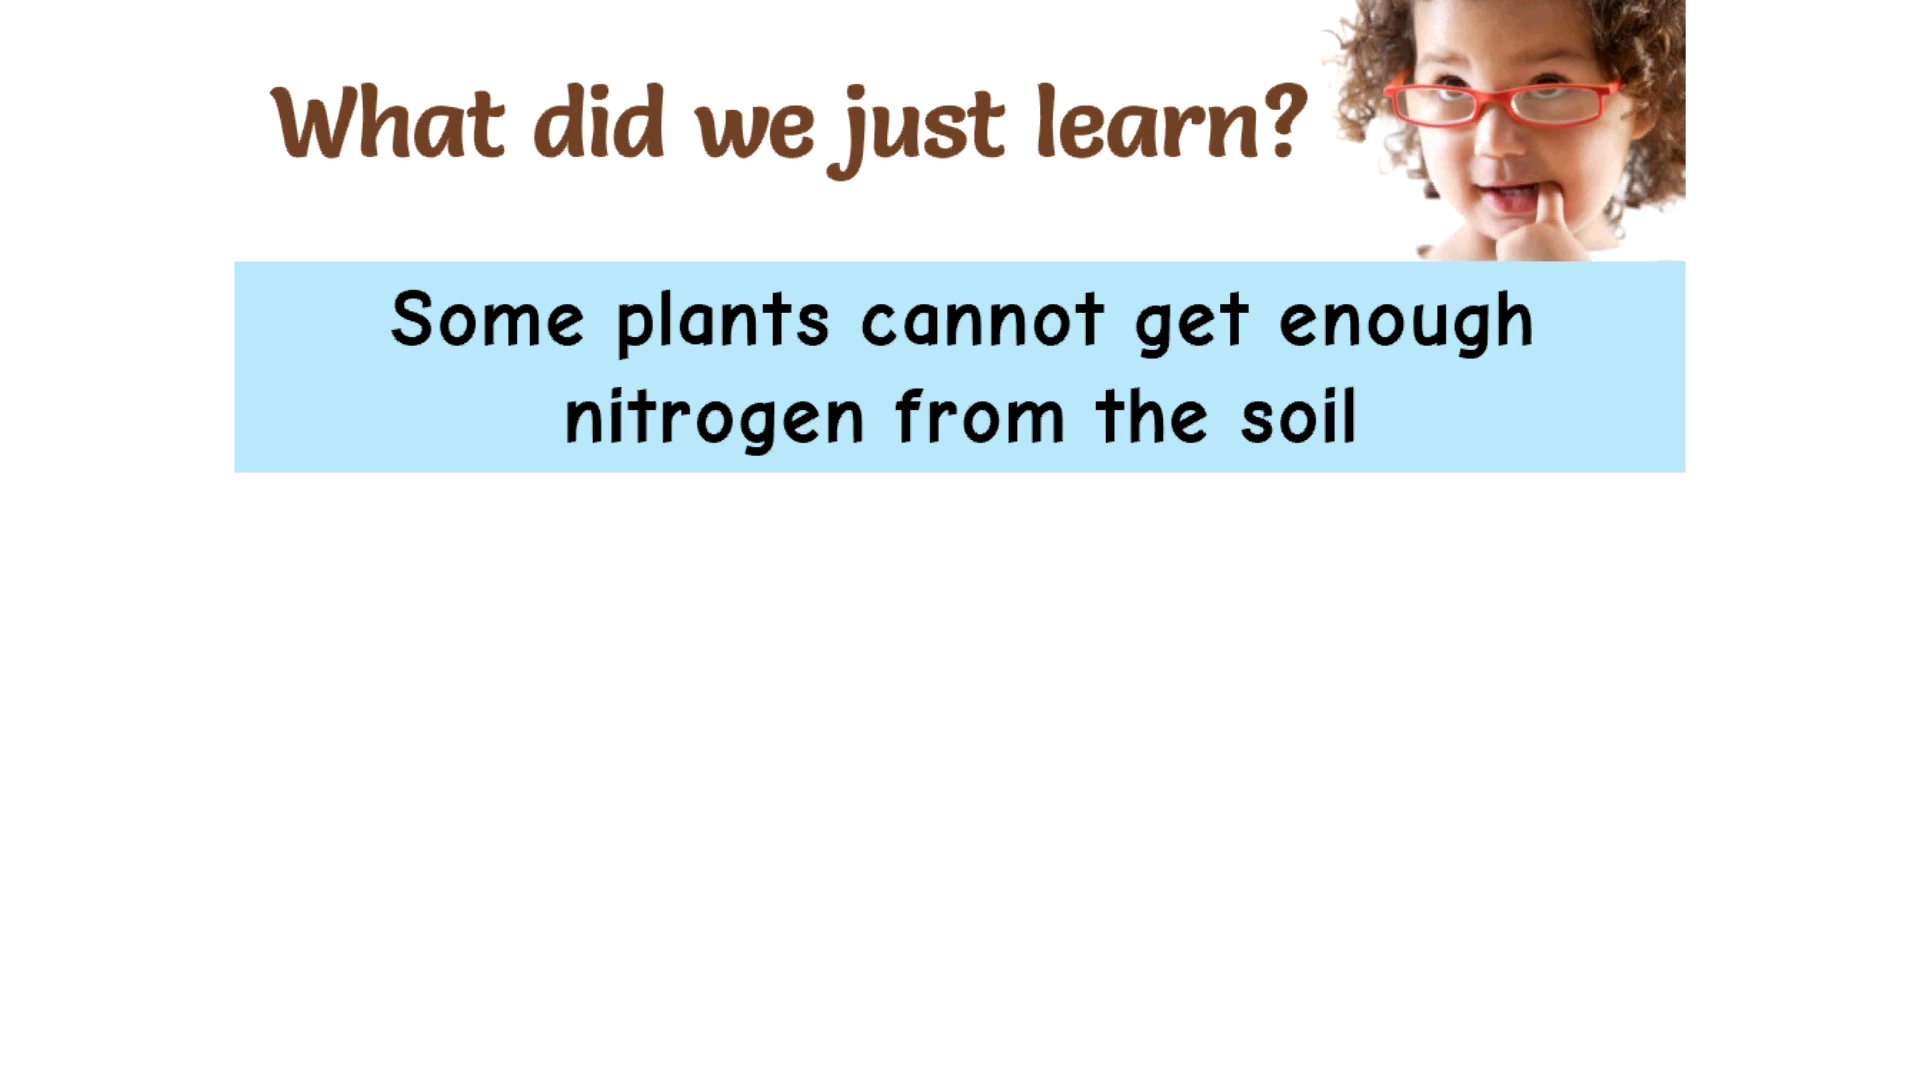 What did we just learn?
Some plants cannot get enough
nitrogen from the soil